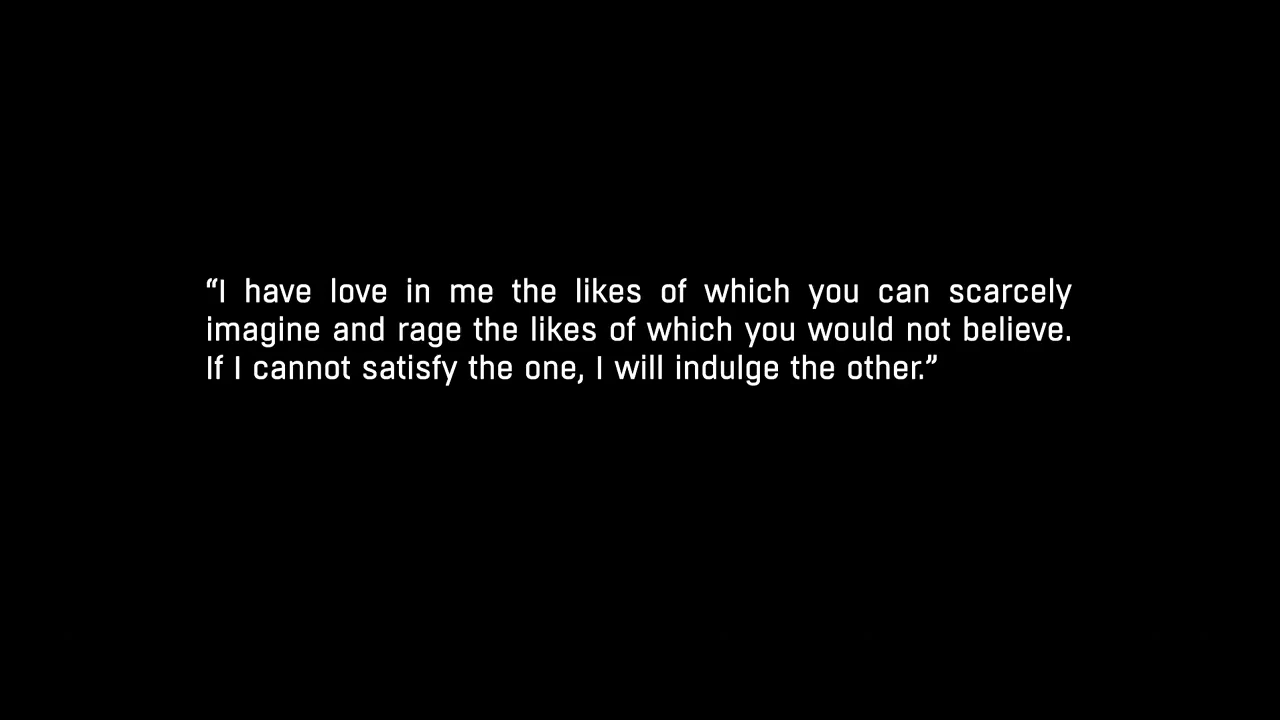 “I have love in me the likes of which you can scarcely
imagine and rage the likes of which you would not believe.
If I cannot satisfy the one, I will indulge the other.”